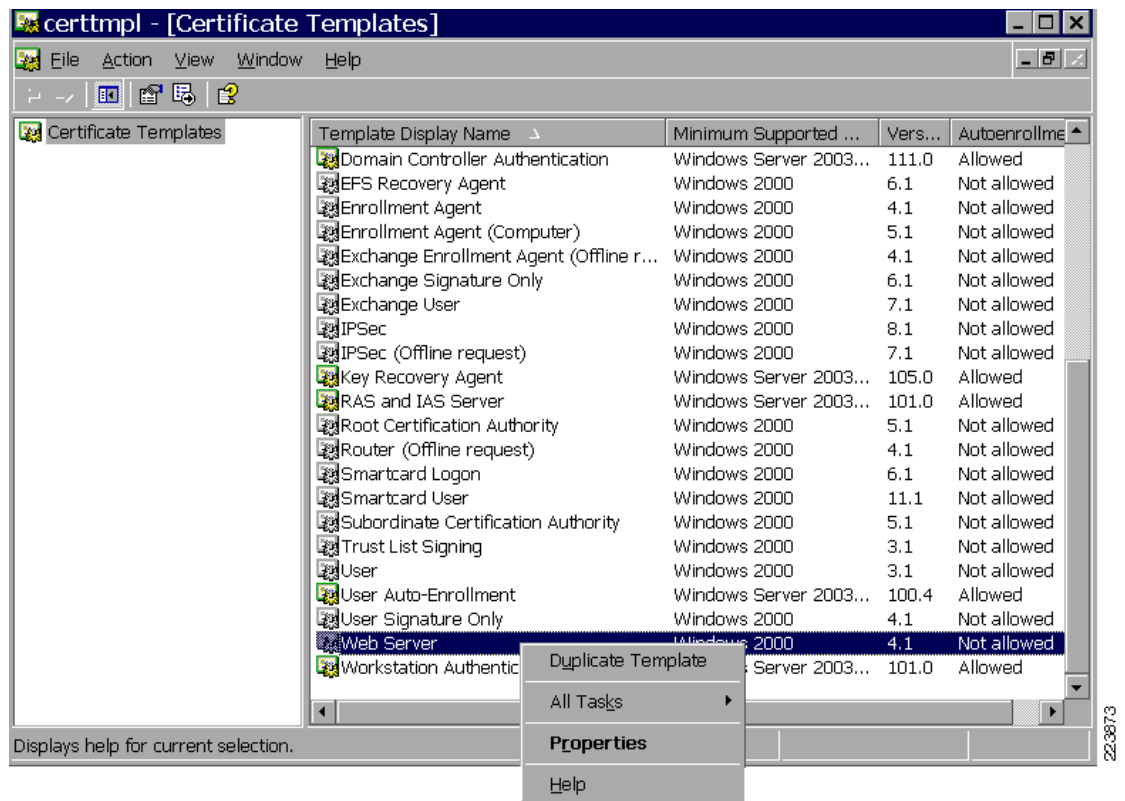 certtmpl - [Certificate Templates]
File Action View Window Help
Certificate Templates
Template Display Name Minimum Supported ... Vers... Autoenrollme
Domain Controller Authentication Windows Server 2003... 111.0 Allowed
EFS Recovery Agent Windows 2000 6.1 Not allowed
Enrollment Agent Windows 2000 4.1 Not allowed
Enrollment Agent (Computer) Windows 2000 5.1 Not allowed
Exchange Enrollment Agent (Offline r... Windows 2000 4.1 Not allowed
Exchange Signature Only Windows 2000 6.1 Not allowed
Exchange User Windows 2000 7.1 Not allowed
IPSec Windows 2000 8.1 Not allowed
IPSec (Offline request) Windows 2000 7.1 Not allowed
Key Recovery Agent Windows Server 2003... 105.0 Allowed
RAS and IAS Server Windows Server 2003... 101.0 Allowed
Root Certification Authority Windows 2000 5.1 Not allowed
Router (Offline request) Windows 2000 4.1 Not allowed
Smartcard Logon Windows 2000 6.1 Not allowed
Smartcard User Windows 2000 11.1 Not allowed
Subordinate Certification Authority Windows 2000 5.1 Not allowed
Trust List Signing Windows 2000 3.1 Not allowed
User Windows 2000 3.1 Not allowed
User Auto-Enrollment Windows Server 2003... 100.4 Allowed
User Signature Only Windows 2000 4.1 Not allowed
Web Server Windows 2000 4.1 Not allowed
Workstation Authentic Server 2003... 101.0 Allowed
Duplicate Template
All Tasks
Properties
Help
Displays help for current selection.
223873